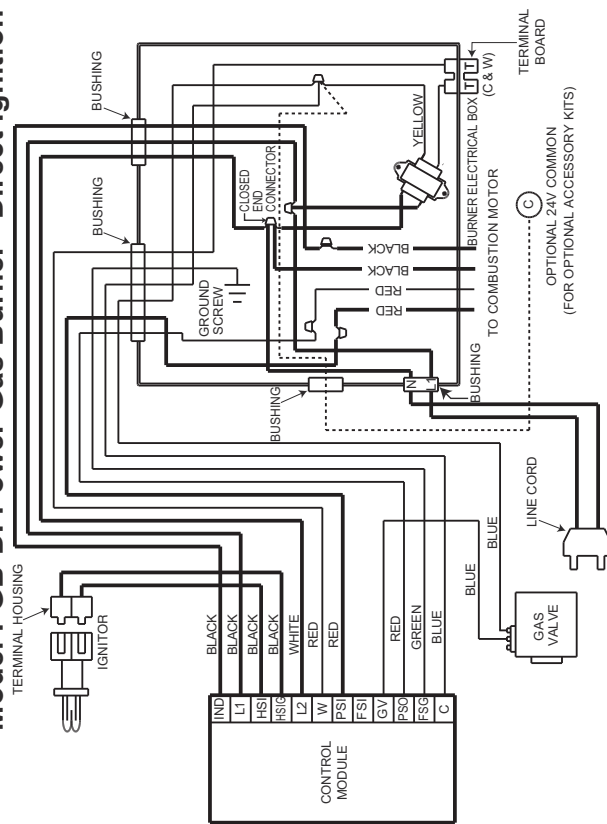 Power Gas Burner Direct Ignition
TERMINAL HOUSING
IGNITOR
BLACK
BLACK
BLACK
BLACK
WHITE
RED
RED
RED
GREEN
BLUE
IND
L1
HSI
HSIG
L2
W
PSI
FSI
GV
PSO
FSG
C
CONTROL
MODULE
BLUE
BLUE
GAS
VALVE
LINE CORD
BUSHING
BUSHING
BUSHING
BUSHING
N
L1
GROUND
SCREW
CLOSED
END
CONNECTOR
YELLOW
BLACK
BLACK
RED
RED
TO COMBUSTION MOTOR
BURNER ELECTRICAL BOX
T
T
(C & W)
TERMINAL
BOARD
C
OPTIONAL 24V COMMON
(FOR OPTIONAL ACCESSORY KITS)